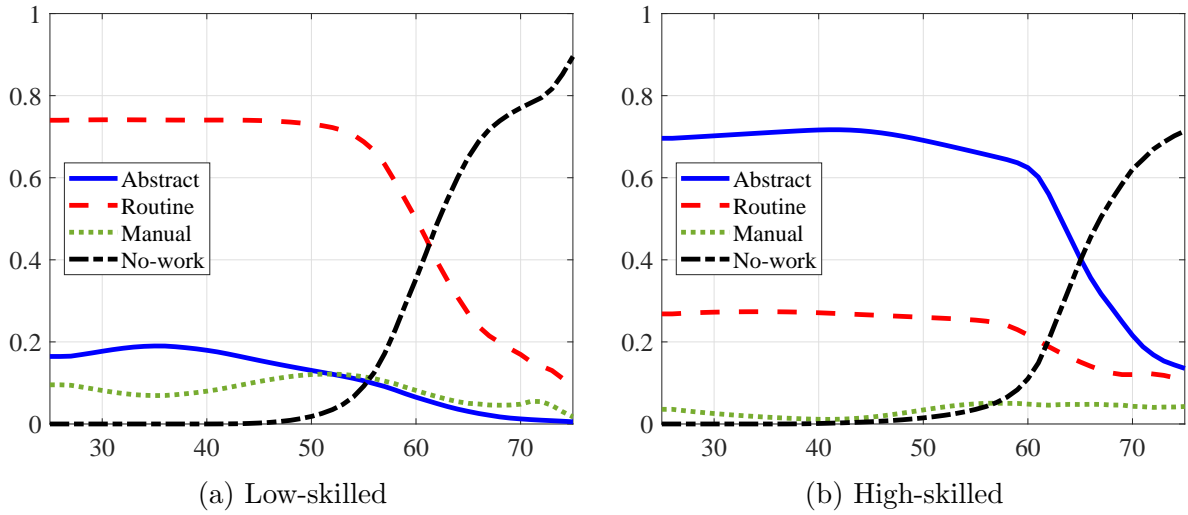 1
0.8
0.6
0.4
0.2
0
30 40 50 60 70
Abstract
Routine
Manual
No-work
(a) Low-skilled
1
0.8
0.6
0.4
0.2
0
30 40 50 60 70
Abstract
Routine
Manual
No-work
(b) High-skilled